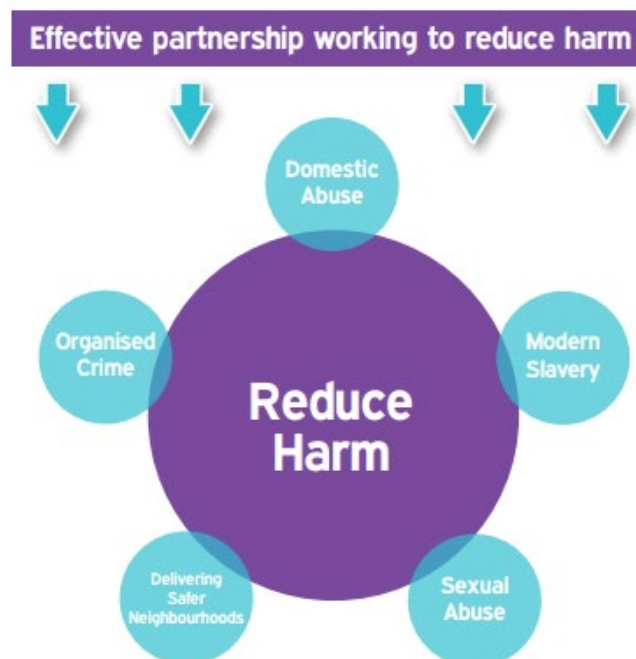 Effective partnership working to reduce harm
Domestic
Abuse
Organised
Crime
Modern
Slavery
Reduce
Harm
Delivering
Safer
Neighbourhoods
Sexual
Abuse